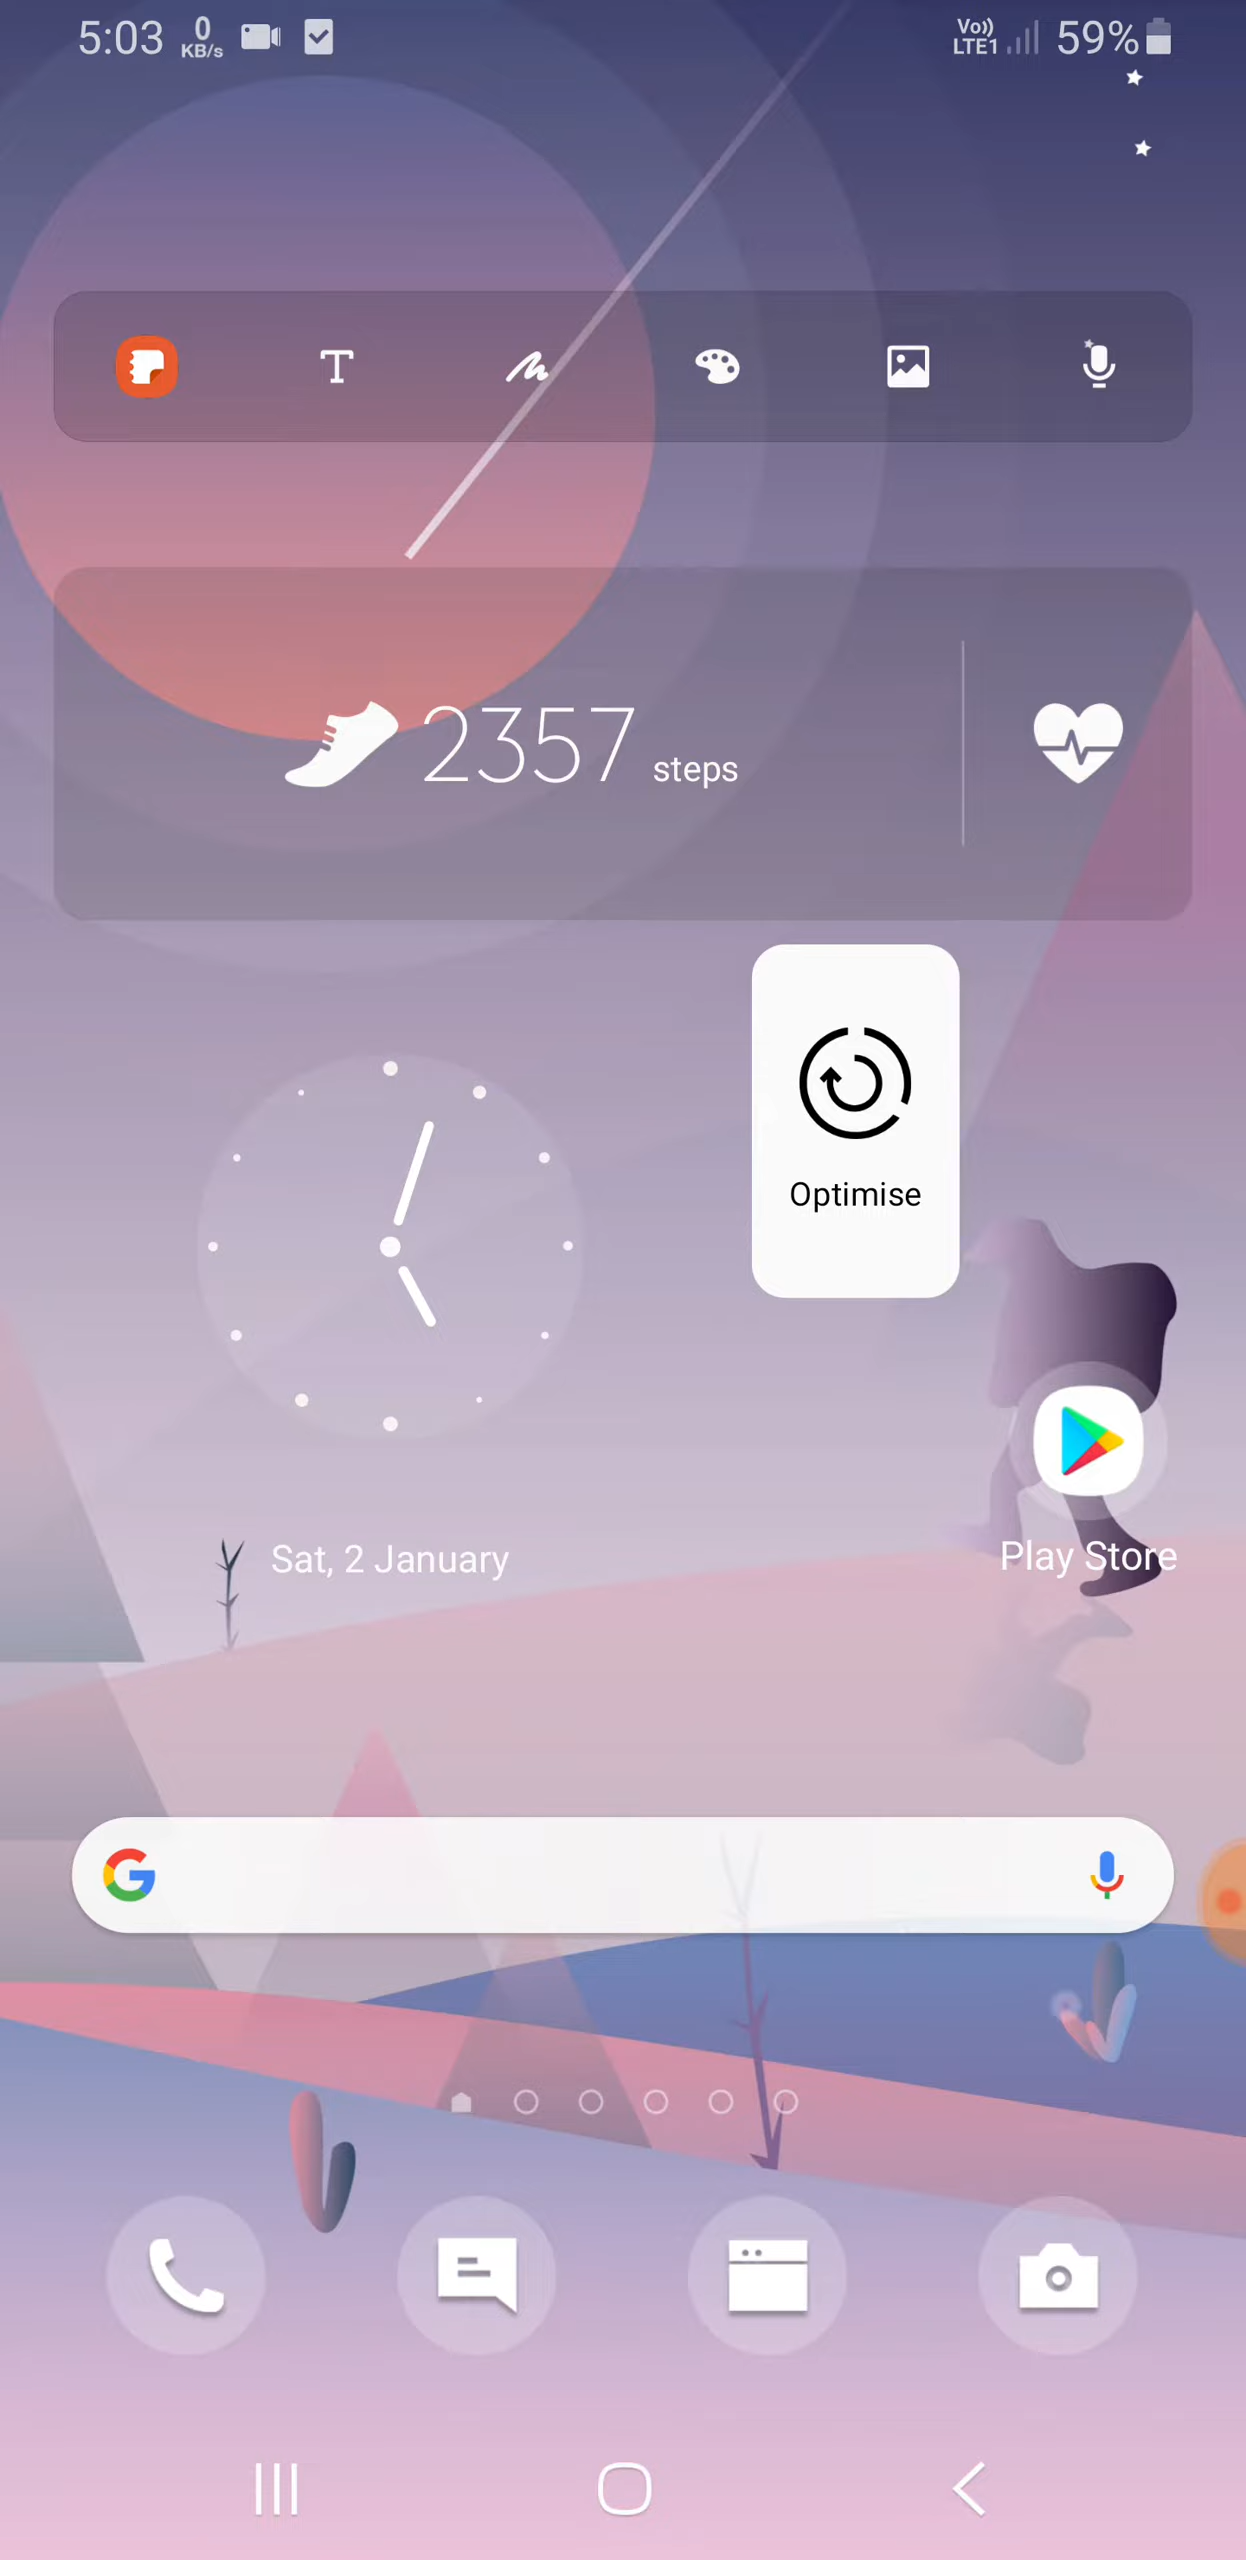 5:03 0 KB/s Vo)) LTE1 59%
T
2357 steps
Optimise
Sat, 2 January
Play Store
G